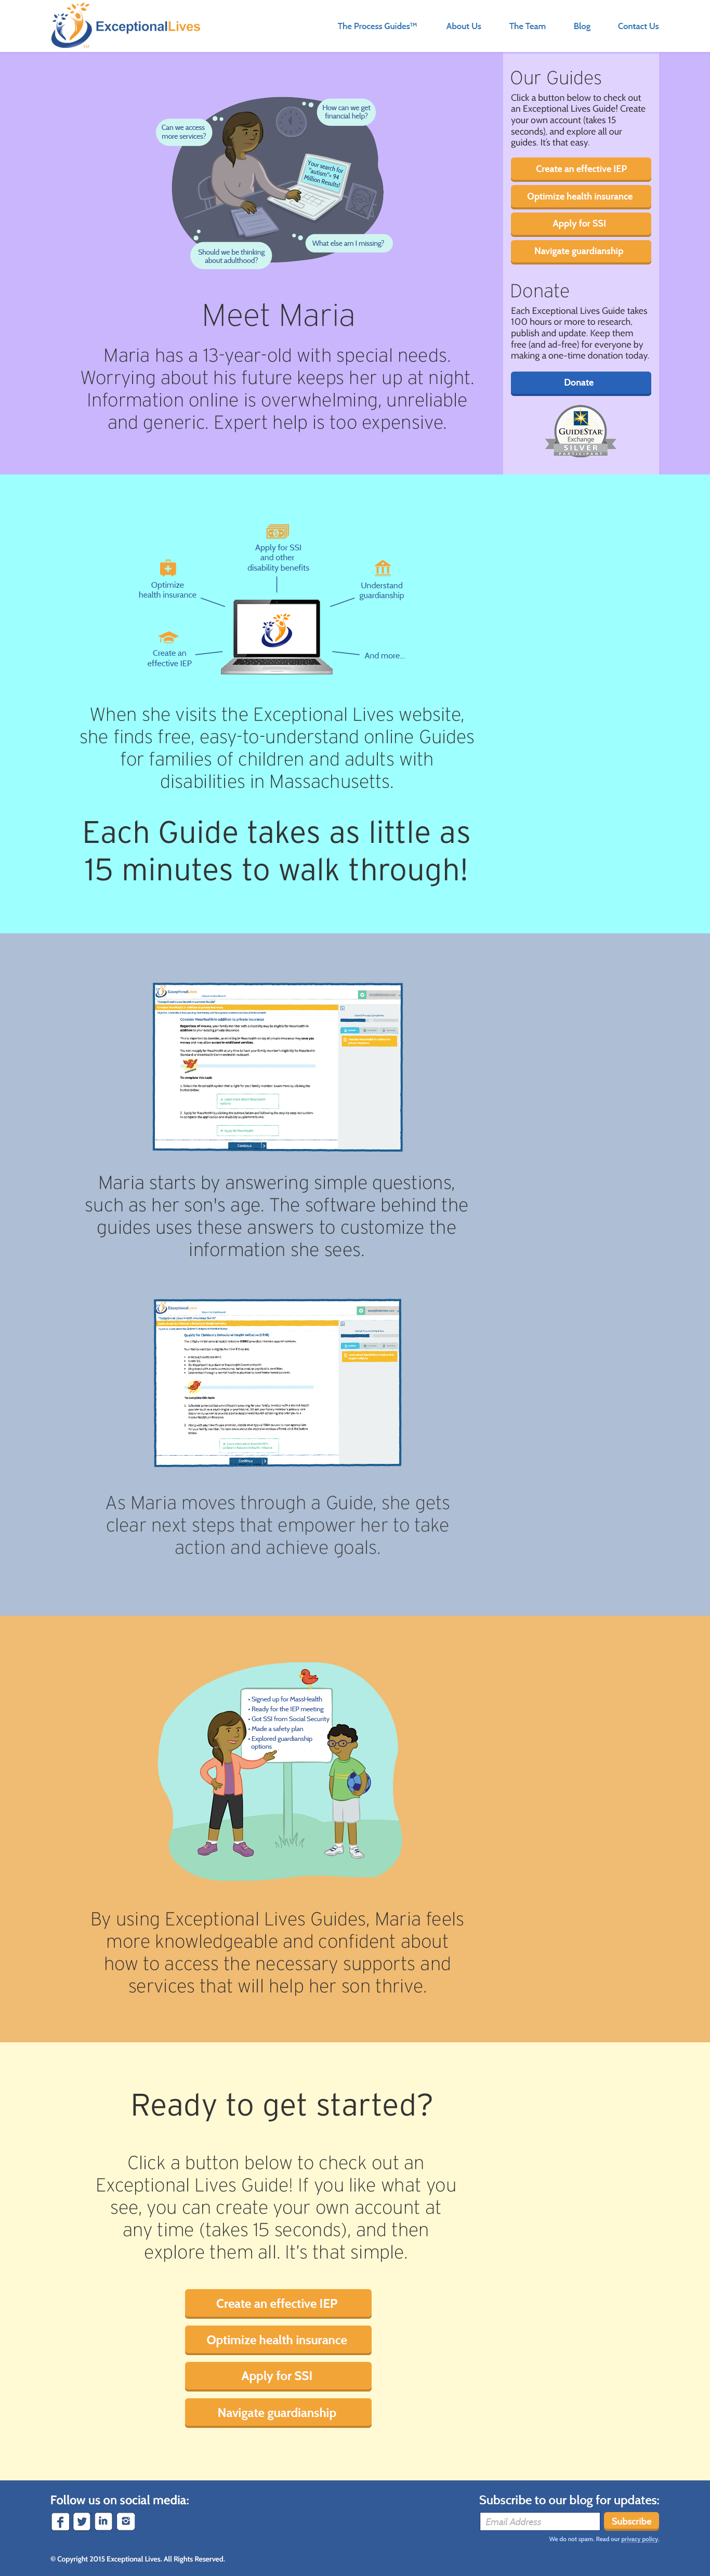 ExceptionalLives
The Process Guides™
About Us
The Team
Blog
Contact Us
Can we access
more services?
How can we get
financial help?
Your search for
"autism"= 94
Million Results!
What else am I missing?
Should we be thinking
about adulthood?
Meet Maria
Maria has a 13-year-old with special needs.
Worrying about his future keeps her up at night.
Information online is overwhelming, unreliable
and generic. Expert help is too expensive.
Our Guides
Click a button below to check out
an Exceptional Lives Guide! Create
your own account (takes 15
seconds), and explore all our
guides. It's that easy.
Create an effective IEP
Optimize health insurance
Apply for SSI
Navigate guardianship
Donate
Each Exceptional Lives Guide takes
100 hours or more to research,
publish and update. Keep them
free (and ad-free) for everyone by
making a one-time donation today.
Donate
GUIDESTAR
Exchange
SILVER
PARTICIPANT
Apply for SSI
and other
disability benefits
Optimize
health insurance
Understand
guardianship
Create an
effective IEP
And more...
When she visits the Exceptional Lives website,
she finds free, easy-to-understand online Guides
for families of children and adults with
disabilities in Massachusetts.
Each Guide takes as little as
15 minutes to walk through!
ExceptionalLives
Consider MassHealth in addition to private insurance
To complete this task:
Continue
Maria starts by answering simple questions,
such as her son's age. The software behind the
guides uses these answers to customize the
information she sees.
ExceptionalLives
To complete this task:
Continue
As Maria moves through a Guide, she gets
clear next steps that empower her to take
action and achieve goals.
• Signed up for MassHealth
• Ready for the IEP meeting
• Got SSI from Social Security
• Made a safety plan
• Explored guardianship
options
By using Exceptional Lives Guides, Maria feels
more knowledgeable and confident about
how to access the necessary supports and
services that will help her son thrive.
Ready to get started?
Click a button below to check out an
Exceptional Lives Guide! If you like what you
see, you can create your own account at
any time (takes 15 seconds), and then
explore them all. It's that simple.
Create an effective IEP
Optimize health insurance
Apply for SSI
Navigate guardianship
Follow us on social media:
Subscribe to our blog for updates:
Email Address
Subscribe
We do not spam. Read our privacy policy.
© Copyright 2015 Exceptional Lives. All Rights Reserved.